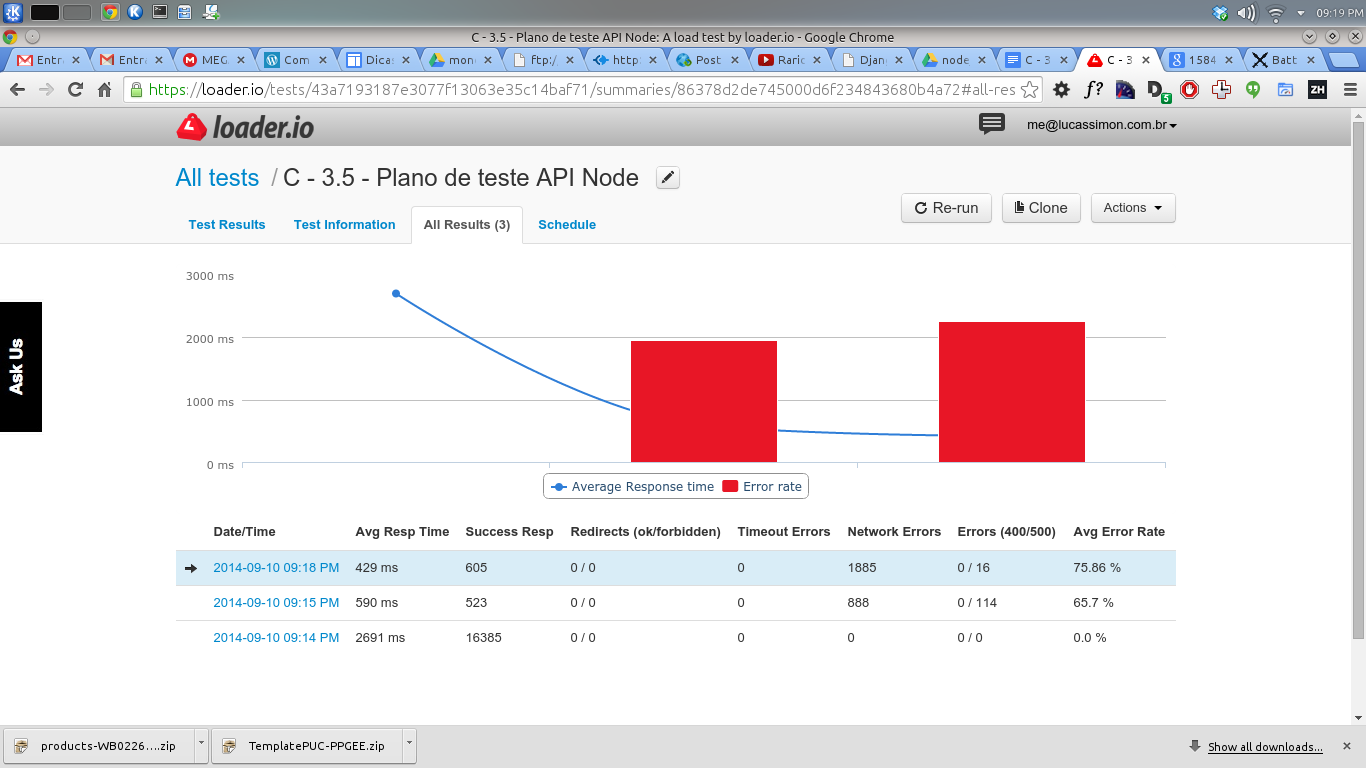 09:19 PM
C - 3.5 - Plano de teste API Node: A load test by loader.io - Google Chrome
Entra Entra MEG Com Dicas mon ftp:/ http: Post Raric Djan node C - 3 C - 3 1584 Batt
https://loader.io/tests/43a7193187e3077f13063e35c14baf71/summaries/86378d2de745000d6f234843680b4a72#all-res
f? D 5 ZH
loader.io
me@lucassimon.com.br
All tests / C - 3.5 - Plano de teste API Node
Re-run Clone Actions
Test Results Test Information All Results (3) Schedule
3000 ms
2000 ms
1000 ms
0 ms
Ask Us
Average Response time Error rate
Date/Time Avg Resp Time Success Resp Redirects (ok/forbidden) Timeout Errors Network Errors Errors (400/500) Avg Error Rate
2014-09-10 09:18 PM 429 ms 605 0 / 0 0 1885 0 / 16 75.86 %
2014-09-10 09:15 PM 590 ms 523 0 / 0 0 888 0 / 114 65.7 %
2014-09-10 09:14 PM 2691 ms 16385 0 / 0 0 0 0 / 0 0.0 %
products-WB0226....zip TemplatePUC-PPGEE.zip Show all downloads...